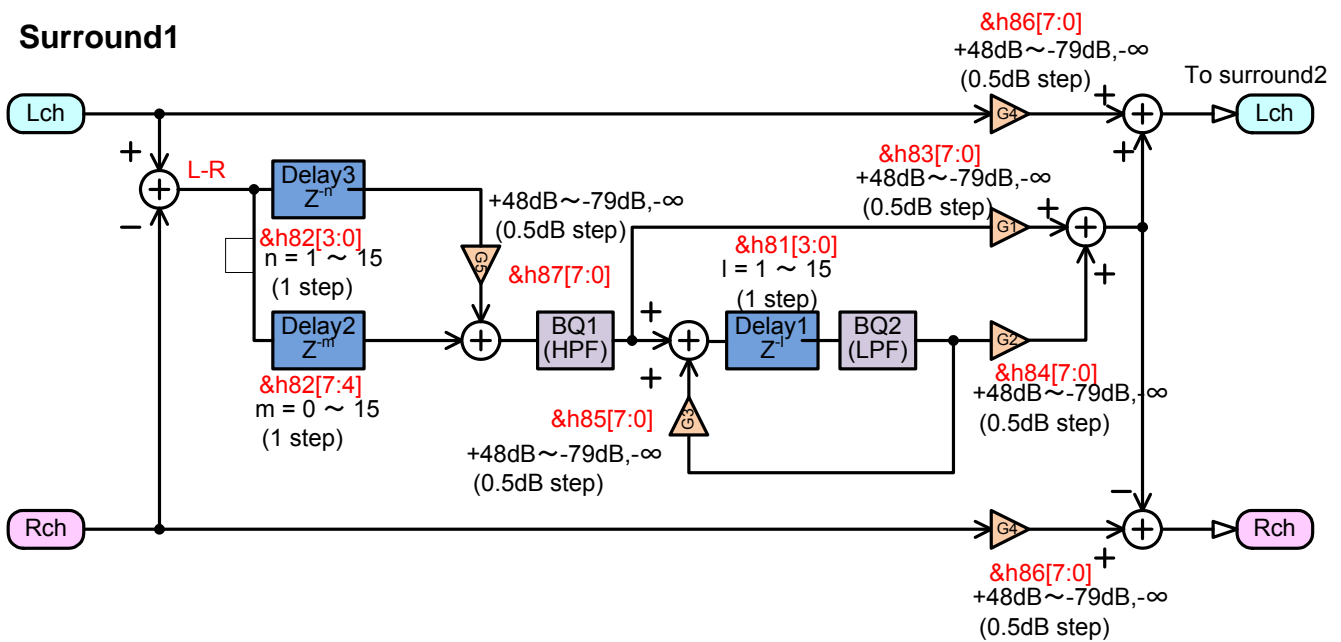 Surround1
&h86[7:0]
+48dB～-79dB,-∞
(0.5dB step)
To surround2
Lch
G4
+
+
Lch
+
+
&h83[7:0]
+48dB～-79dB,-∞
(0.5dB step)
L-R
+
−
Delay3
Z-n
+48dB～-79dB,-∞
(0.5dB step)
G1
+
+
+
&h82[3:0]
n = 1 ～ 15
(1 step)
G5
&h87[7:0]
&h81[3:0]
l = 1 ～ 15
(1 step)
Delay2
Z-m
+
BQ1
(HPF)
+
+
+
Delay1
Z-l
BQ2
(LPF)
G2
&h82[7:4]
m = 0 ～ 15
(1 step)
&h85[7:0]
G3
+48dB～-79dB,-∞
(0.5dB step)
&h84[7:0]
+48dB～-79dB,-∞
(0.5dB step)
−
Rch
G4
+
+
Rch
&h86[7:0]
+48dB～-79dB,-∞
(0.5dB step)